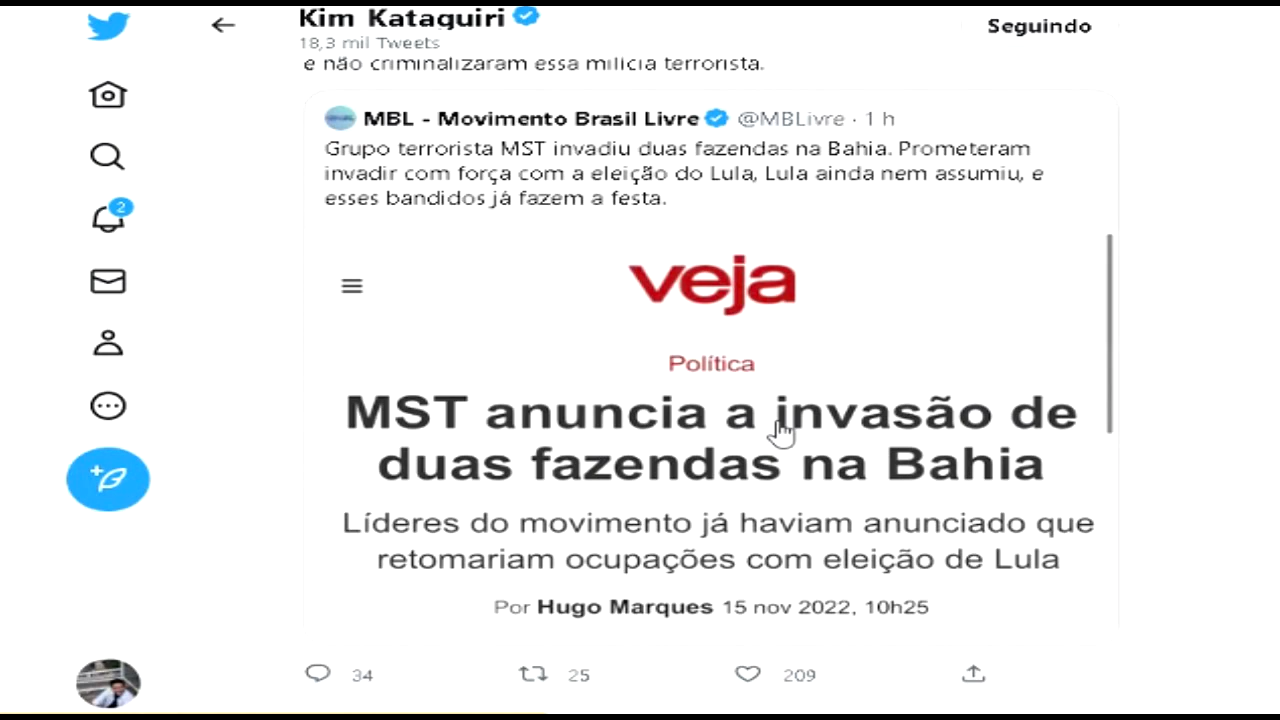 Kim Kataguiri
18,3 mil Tweets
Seguindo
e não criminalizaram essa milícia terrorista.
MBL - Movimento Brasil Livre @MBLivre · 1 h
Grupo terrorista MST invadiu duas fazendas na Bahia. Prometeram
invadir com força com a eleição do Lula, Lula ainda nem assumiu, e
esses bandidos já fazem a festa.
veja
Política
MST anuncia a invasão de
duas fazendas na Bahia
Líderes do movimento já haviam anunciado que
retomariam ocupações com eleição de Lula
Por Hugo Marques 15 nov 2022, 10h25
2
34 25 209